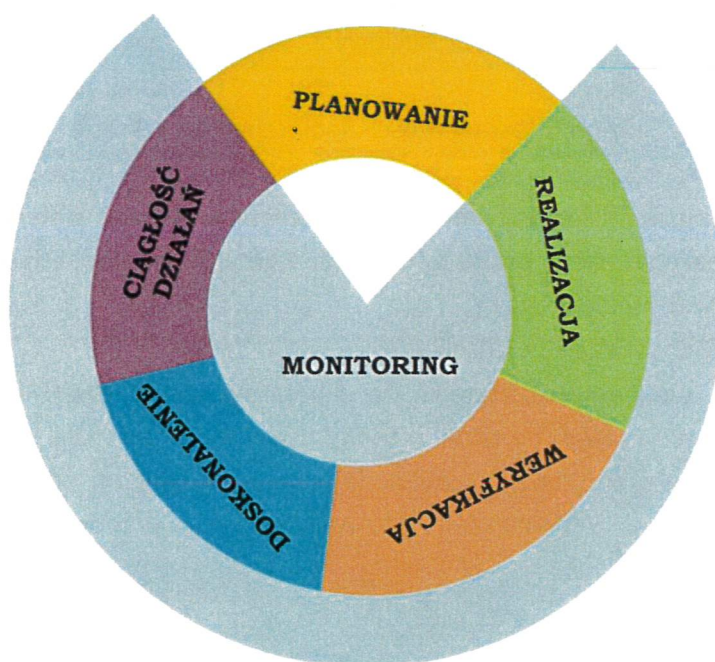 PLANOWANIE
REALIZACJA
WERYFIKACJA
DOSKONALENIE
CIĄGŁOŚĆ
DZIAŁAŃ
MONITORING